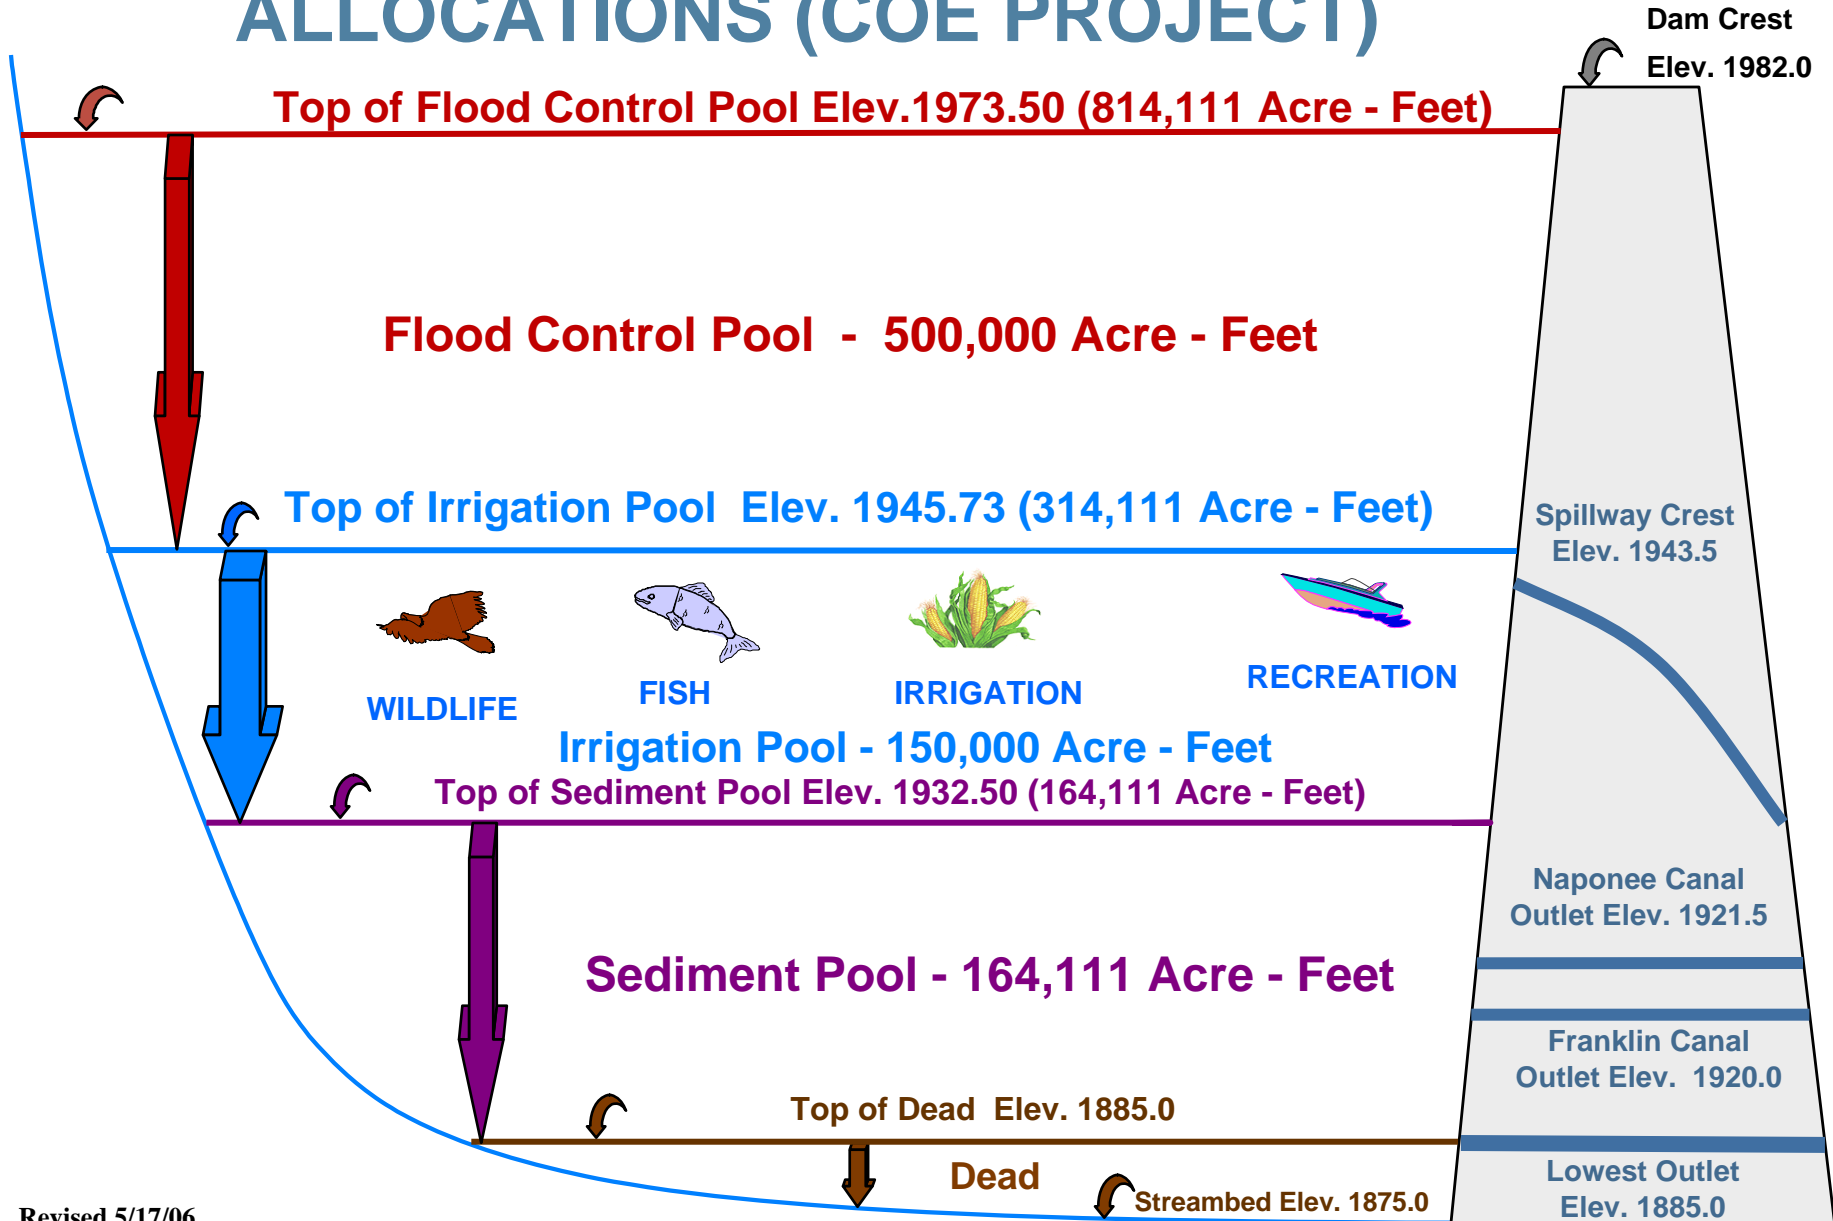 ALLOCATIONS (COE PROJECT)
Dam Crest
Elev. 1982.0
Top of Flood Control Pool Elev.1973.50 (814,111 Acre - Feet)
Flood Control Pool  -  500,000 Acre - Feet
Top of Irrigation Pool  Elev. 1945.73 (314,111 Acre - Feet)
Spillway Crest
Elev. 1943.5
WILDLIFE
FISH
IRRIGATION
RECREATION
Irrigation Pool - 150,000 Acre - Feet
Top of Sediment Pool Elev. 1932.50 (164,111 Acre - Feet)
Naponee Canal
Outlet Elev. 1921.5
Sediment Pool - 164,111 Acre - Feet
Franklin Canal
Outlet Elev.  1920.0
Top of Dead  Elev. 1885.0
Dead
Lowest Outlet
Elev. 1885.0
Streambed Elev. 1875.0
Revised 5/17/06